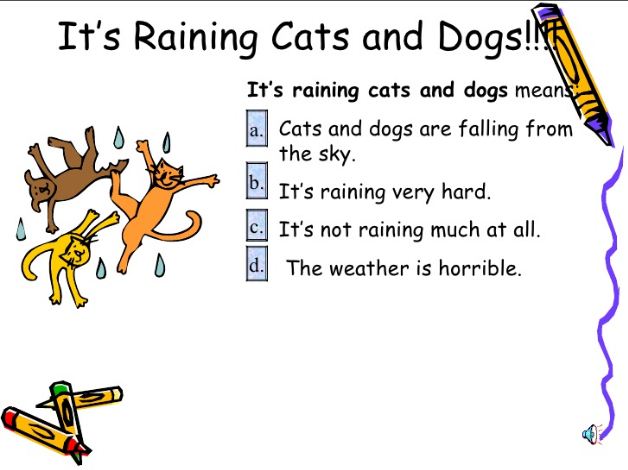 It's Raining Cats and Dogs!!!!
It's raining cats and dogs means:
a. Cats and dogs are falling from
the sky.
b. It's raining very hard.
c. It's not raining much at all.
d. The weather is horrible.